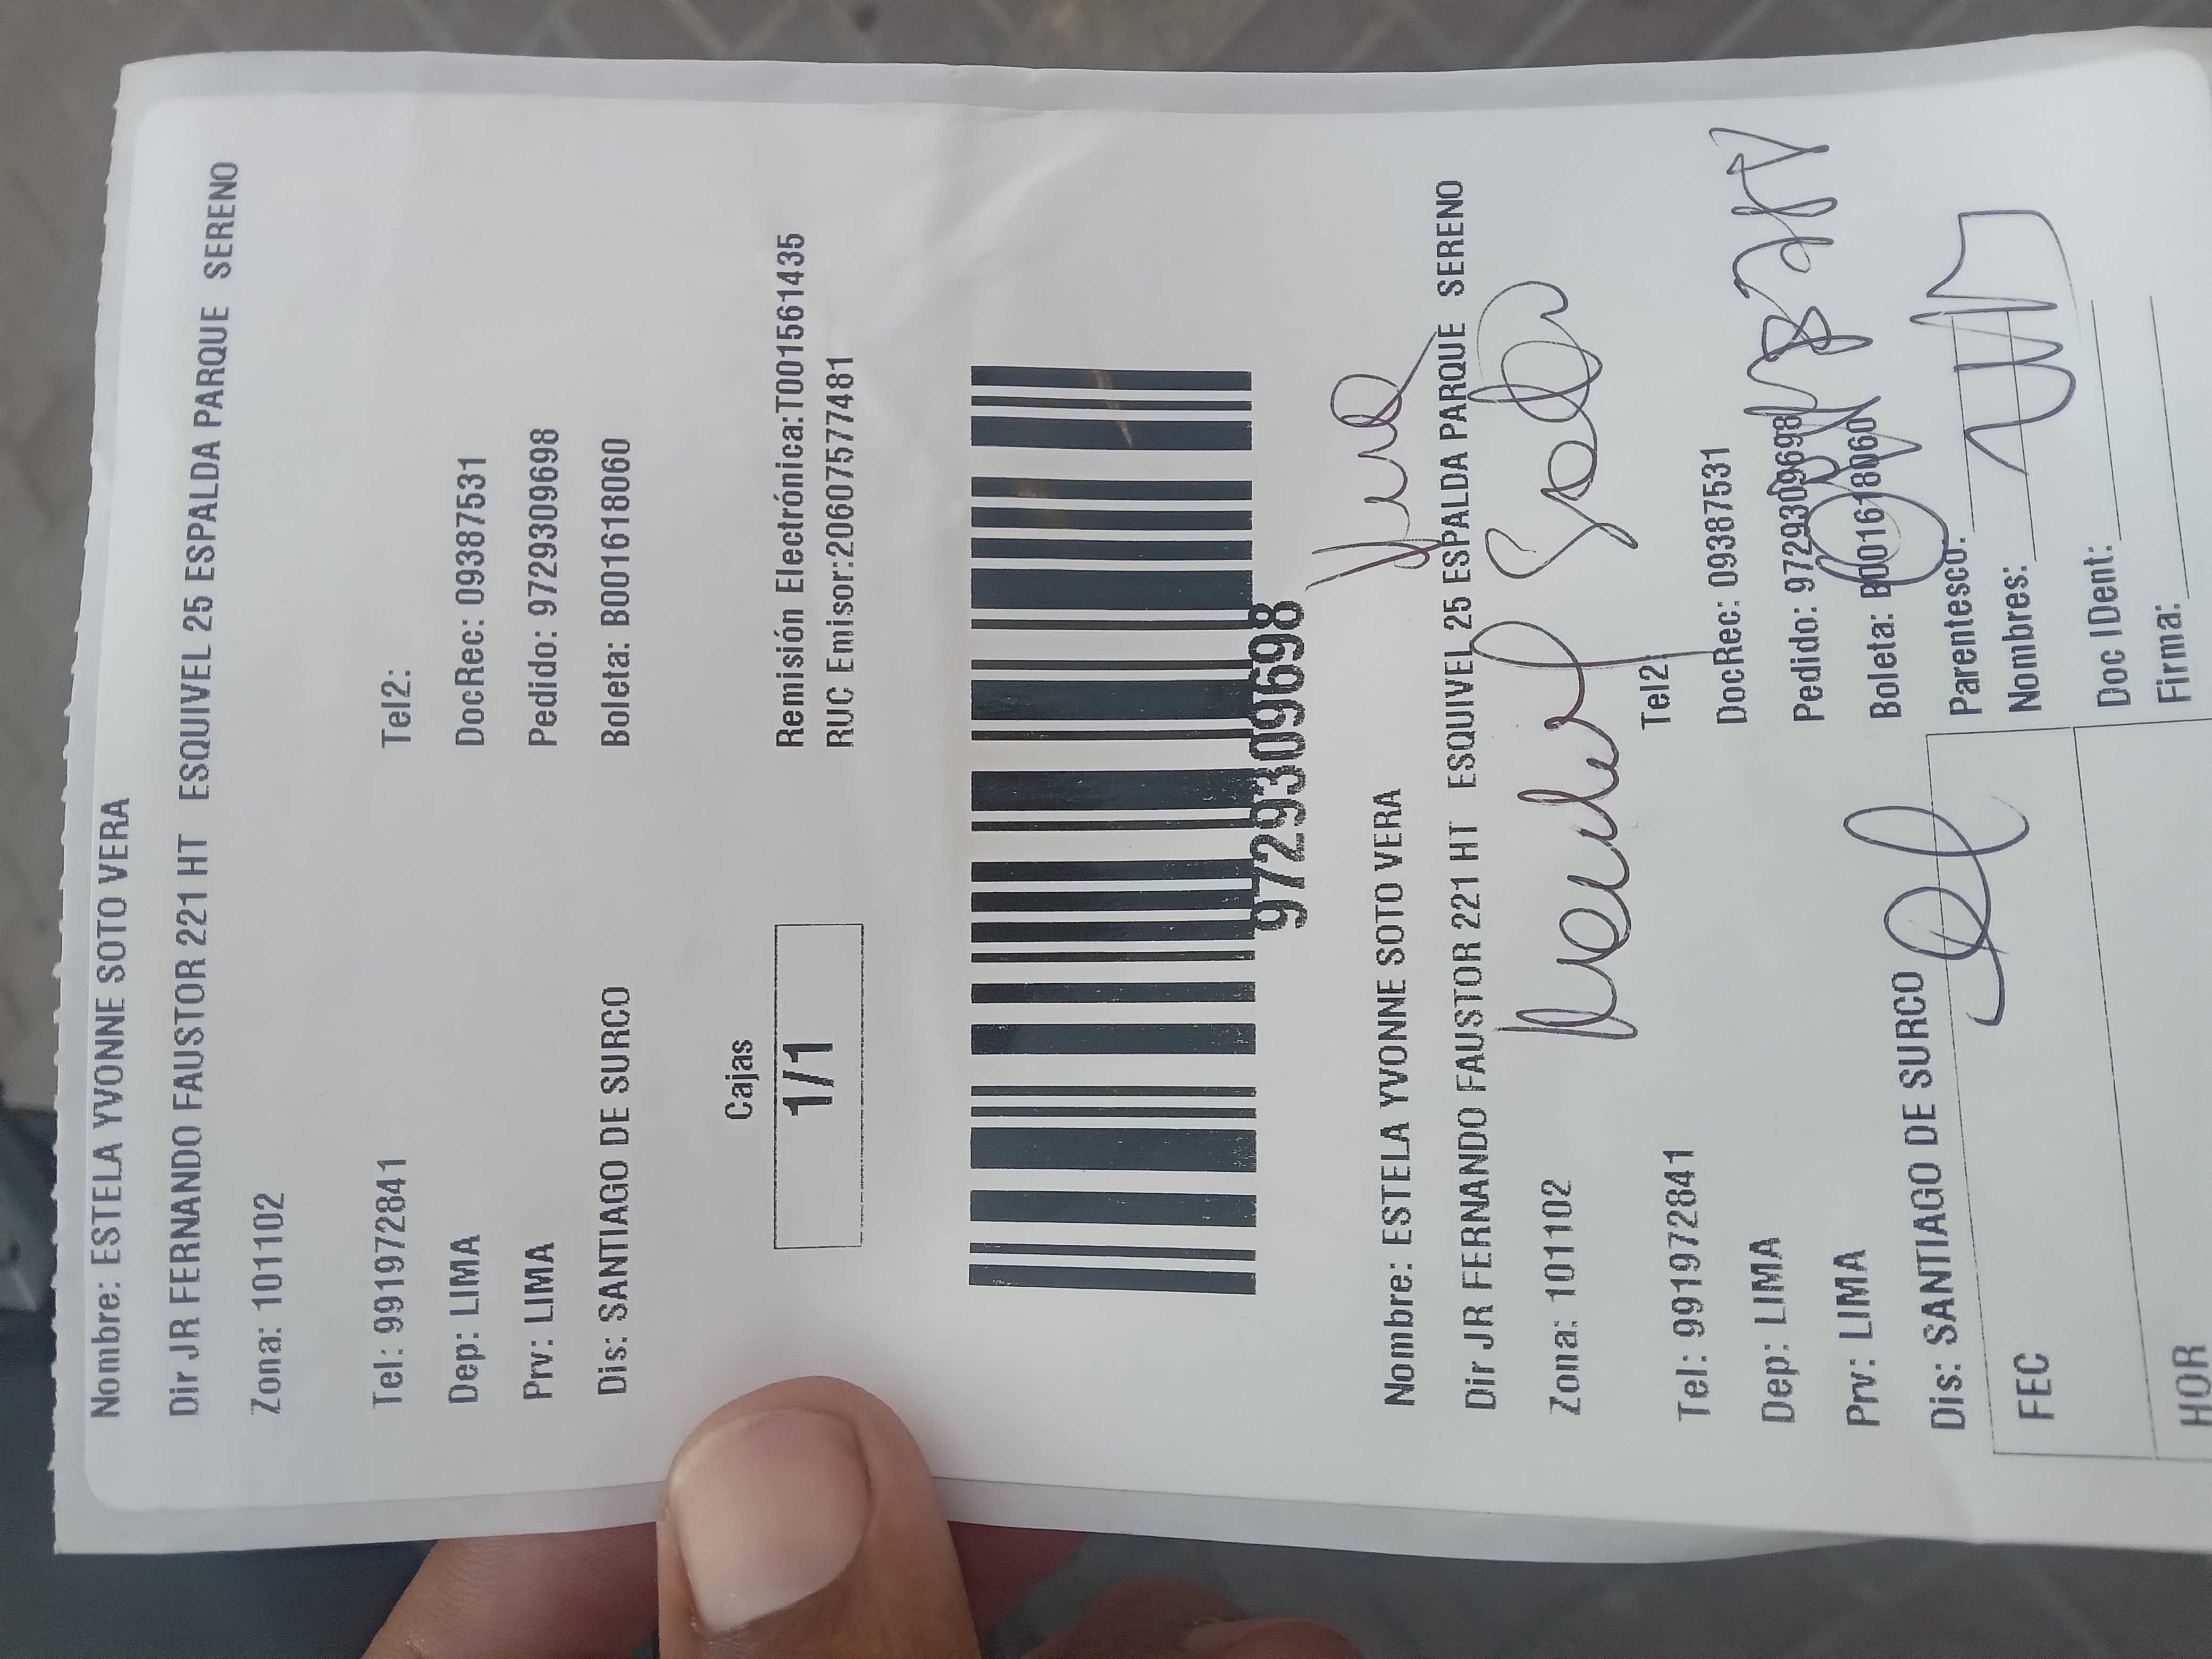 Nombre: ESTELA YVONNE SOTO VERA
Dir JR FERNANDO FAUSTOR 221 HT ESQUIVEL 25 ESPALDA PARQUE SERENO
Zona: 101102
Tel: 991972841 Tel2:
Dep: LIMA DocRec: 09387531
Prv: LIMA Pedido: 9729309698
Dis: SANTIAGO DE SURCO Boleta: B001618060
Cajas
1/1
Remisión Electrónica:T001561435
RUC Emisor:20607577481
9729309698
Nombre: ESTELA YVONNE SOTO VERA
Dir JR FERNANDO FAUSTOR 221 HT ESQUIVEL 25 ESPALDA PARQUE SERENO
Zona: 101102
Soto
Tel: 991972841 Tel2
Dep: LIMA DocRec: 09387531
Prv: LIMA Pedido: 9729309698
Dis: SANTIAGO DE SURCO Boleta: B001618060
Parentesco:
FEC Nombres:
Doc IDent:
HOR Firma: